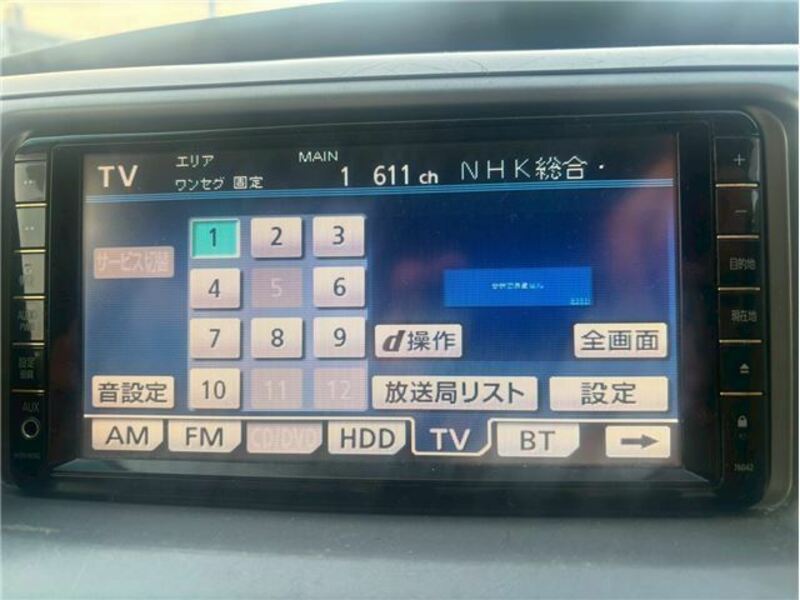 TV エリア MAIN 1 611 ch NHK総合・
ワンセグ 固定
1 2 3
サービス切替
4 5 6
7 8 9 d操作 全画面
音設定 10 11 12 放送局リスト 設定
AM FM CD/DVD HDD TV BT
+
-
目的地
現在地
AUX